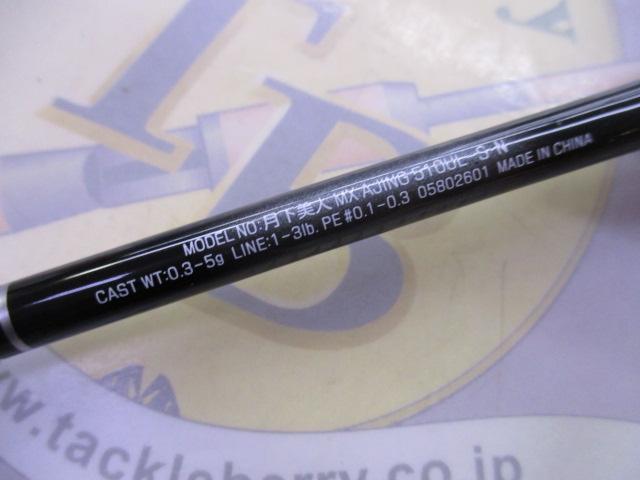 MODEL NO:月下美人 MX AJING 510UL-S・N
CAST WT:0.3-5g LINE:1-3lb. PE#0.1-0.3 05802601 MADE IN CHINA
www.tackleberry.co.jp